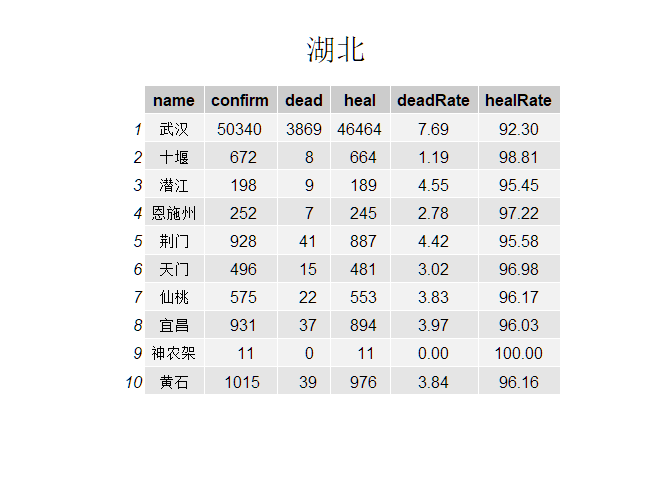 湖北
name confirm dead heal deadRate healRate
1 武汉 50340 3869 46464 7.69 92.30
2 十堰 672 8 664 1.19 98.81
3 潜江 198 9 189 4.55 95.45
4 恩施州 252 7 245 2.78 97.22
5 荆门 928 41 887 4.42 95.58
6 天门 496 15 481 3.02 96.98
7 仙桃 575 22 553 3.83 96.17
8 宜昌 931 37 894 3.97 96.03
9 神农架 11 0 11 0.00 100.00
10 黄石 1015 39 976 3.84 96.16